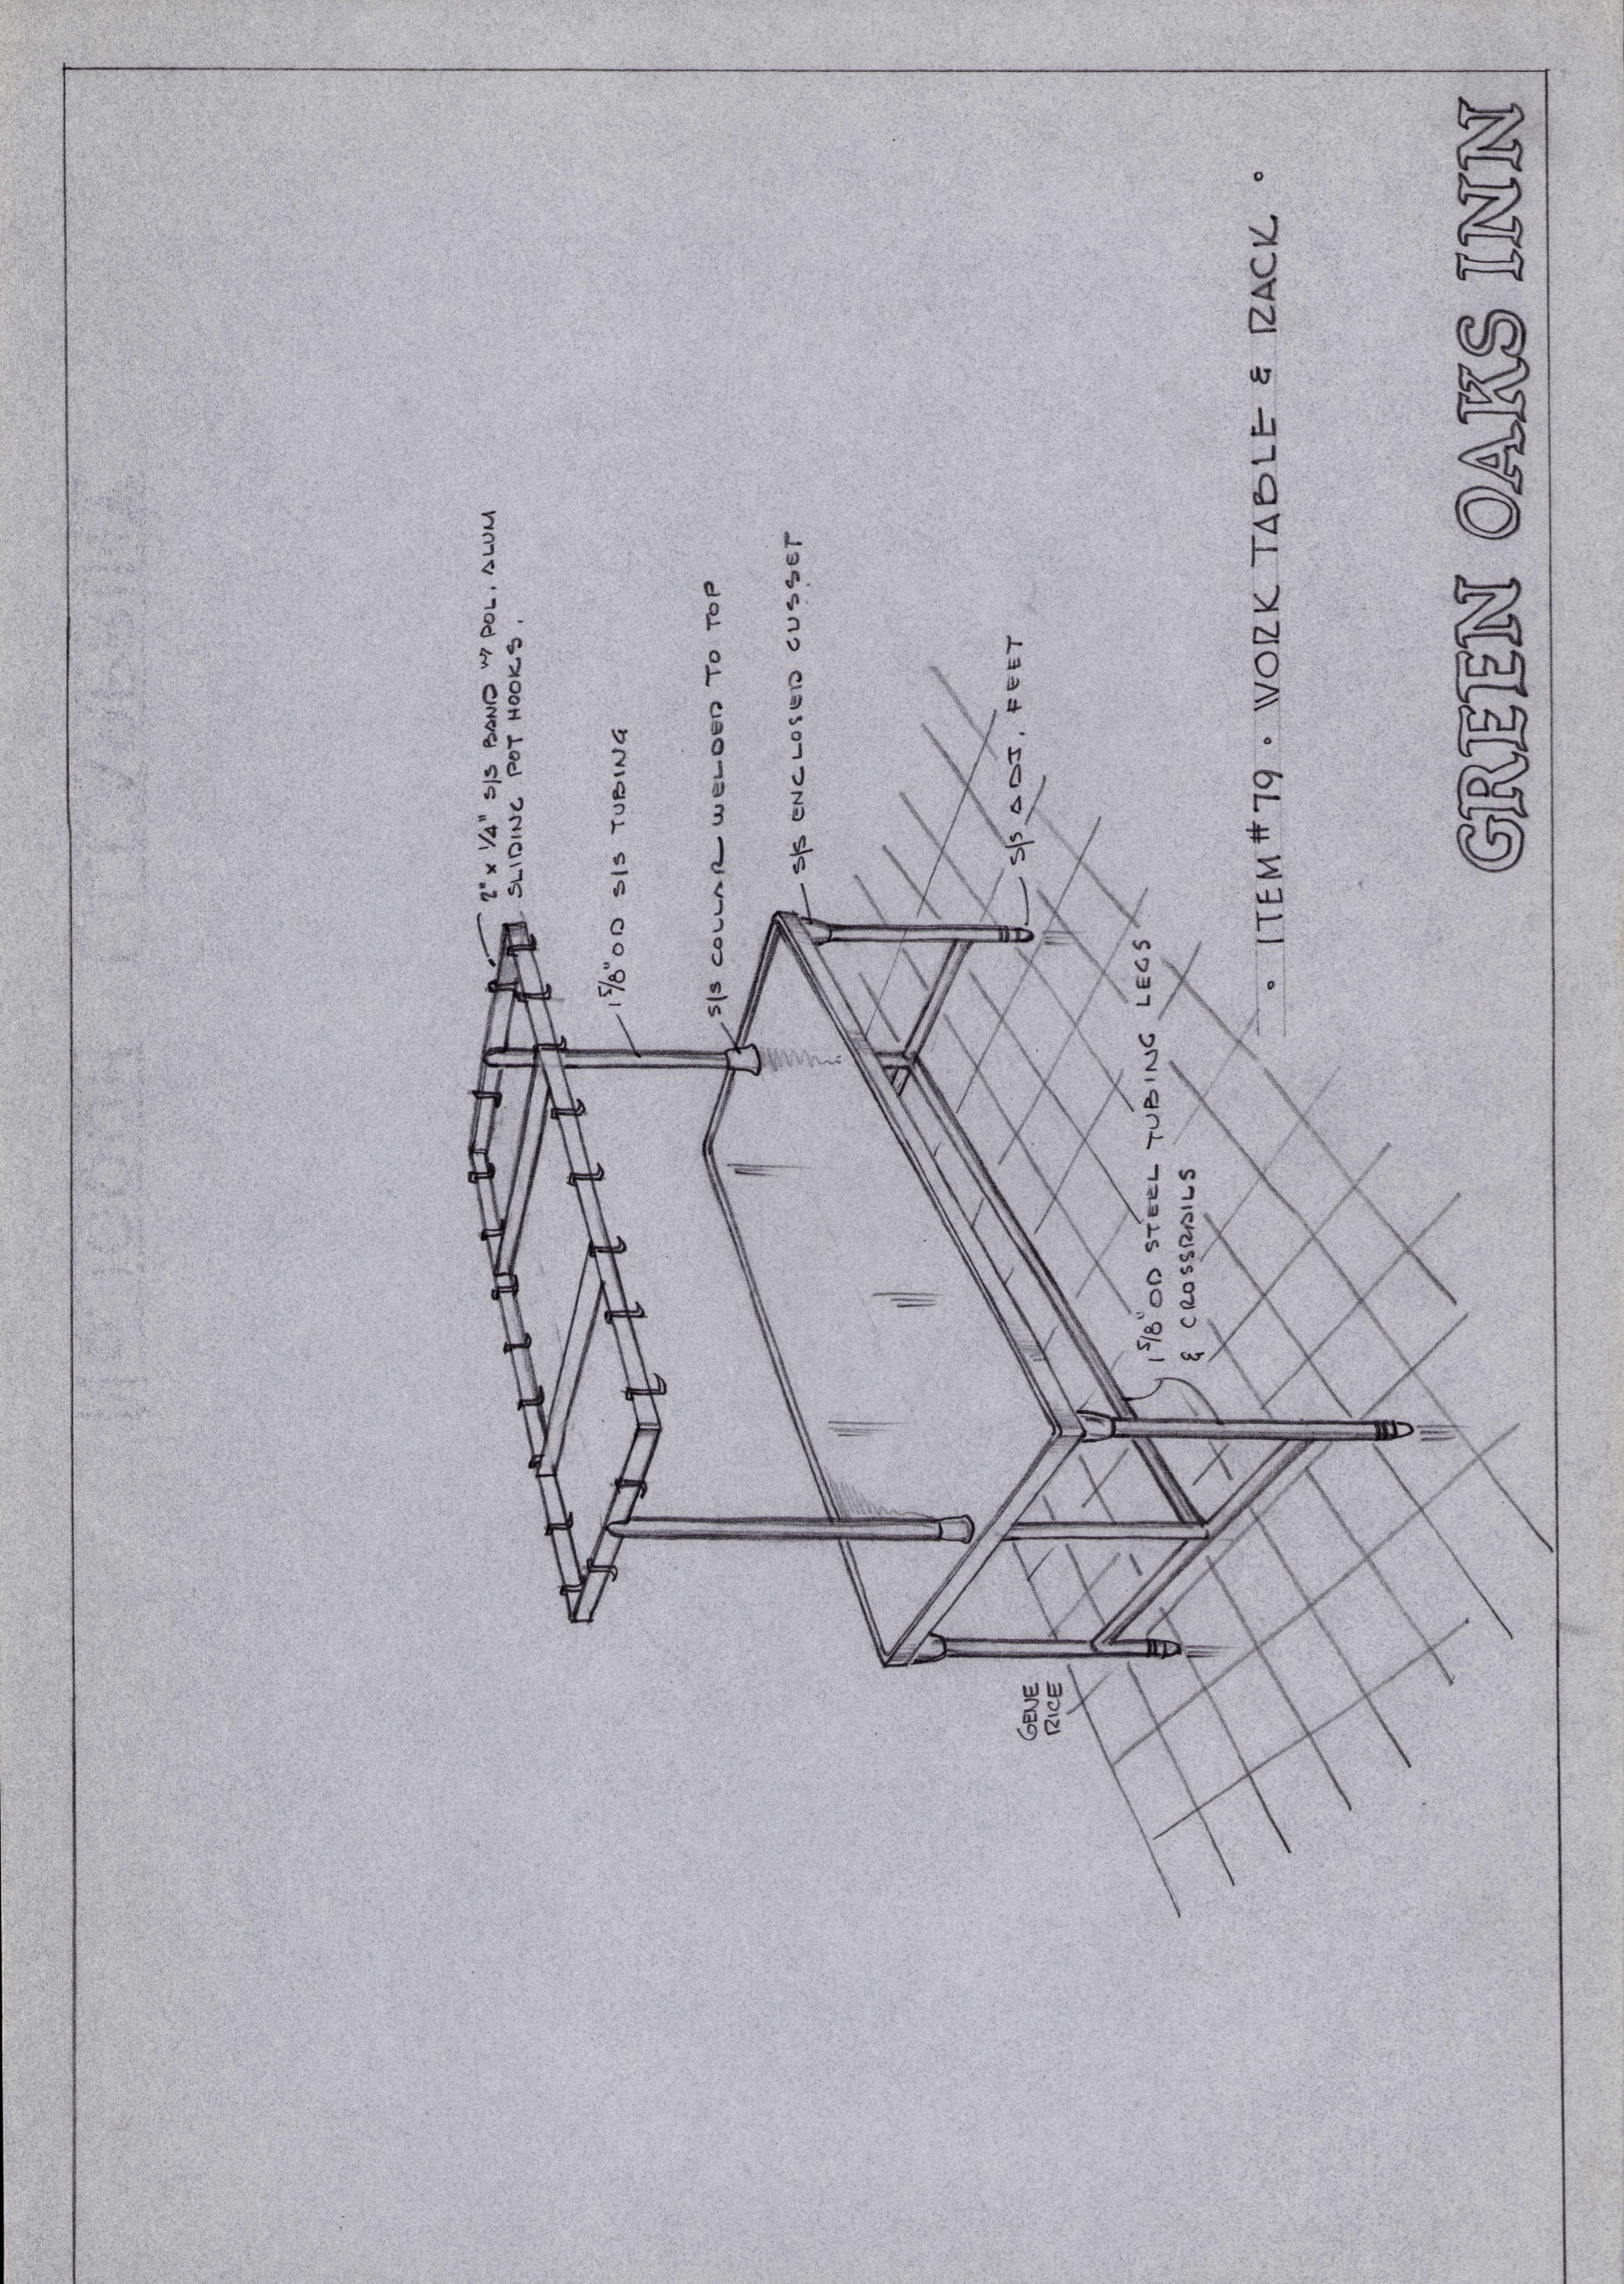 2" x 1/4" S/S BAND W/ POL. ALUM
SLIDING POT HOOKS.
1 5/8" OD S/S TUBING
S/S COLLAR WELDED TO TOP
S/S ENCLOSED GUSSET
S/S ADJ. FEET
1 5/8" OD STEEL TUBING LEGS
& CROSSRAILS
GENE
RICE
• ITEM # 79 • WORK TABLE & RACK •
GREEN OAKS INN